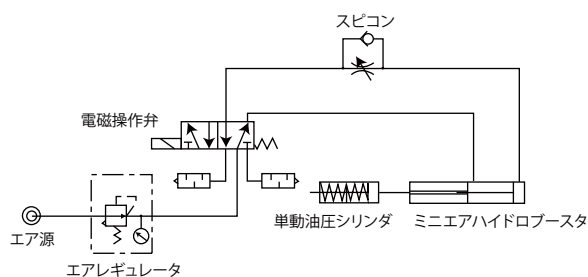 スピコン
電磁操作弁
単動油圧シリンダ
ミニエアハイドロブースタ
エア源
エアレギュレータ